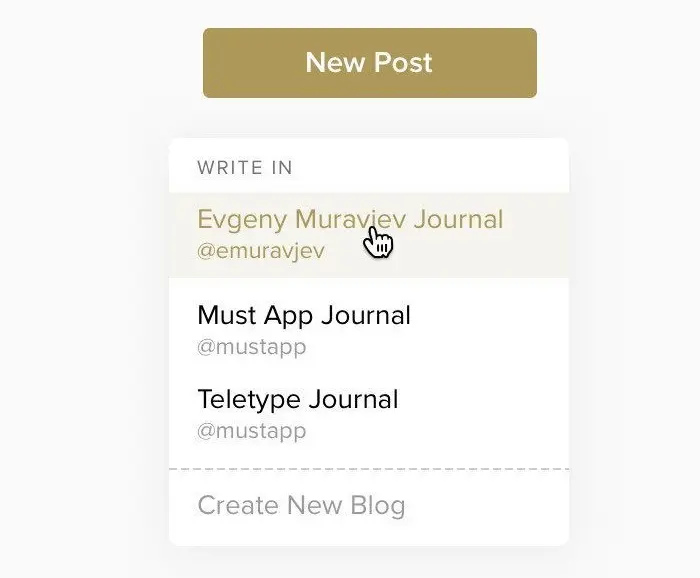 New Post
WRITE IN
Evgeny Muravjev Journal
@emuravjev
Must App Journal
@mustapp
Teletype Journal
@mustapp
Create New Blog